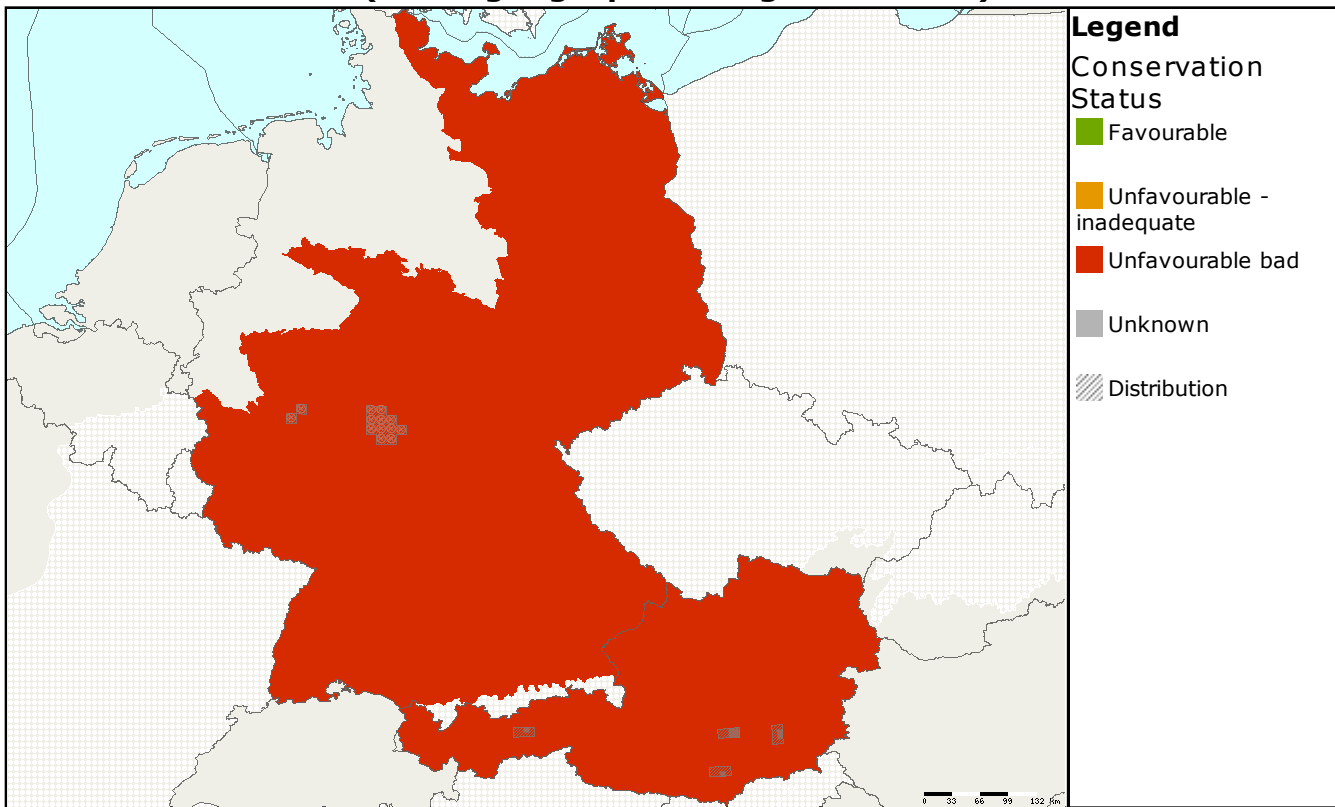 Legend
Conservation
Status
Favourable
Unfavourable -
inadequate
Unfavourable bad
Unknown
Distribution
0 33 66 99 132 Km